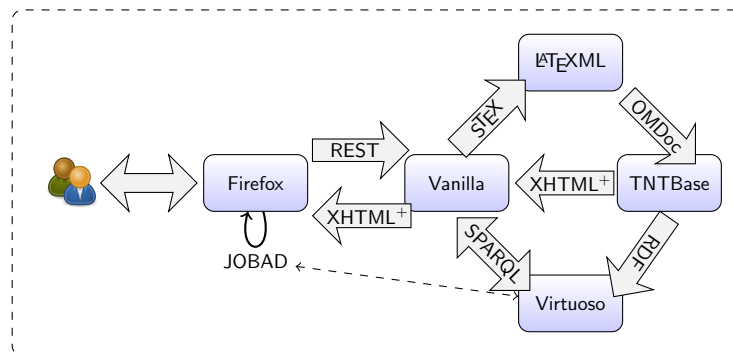 LATEXML
STEX
OMDoc
REST
Firefox
Vanilla
XHTML+
TNTBase
XHTML+
SPARQL
RDF
JOBAD
Virtuoso